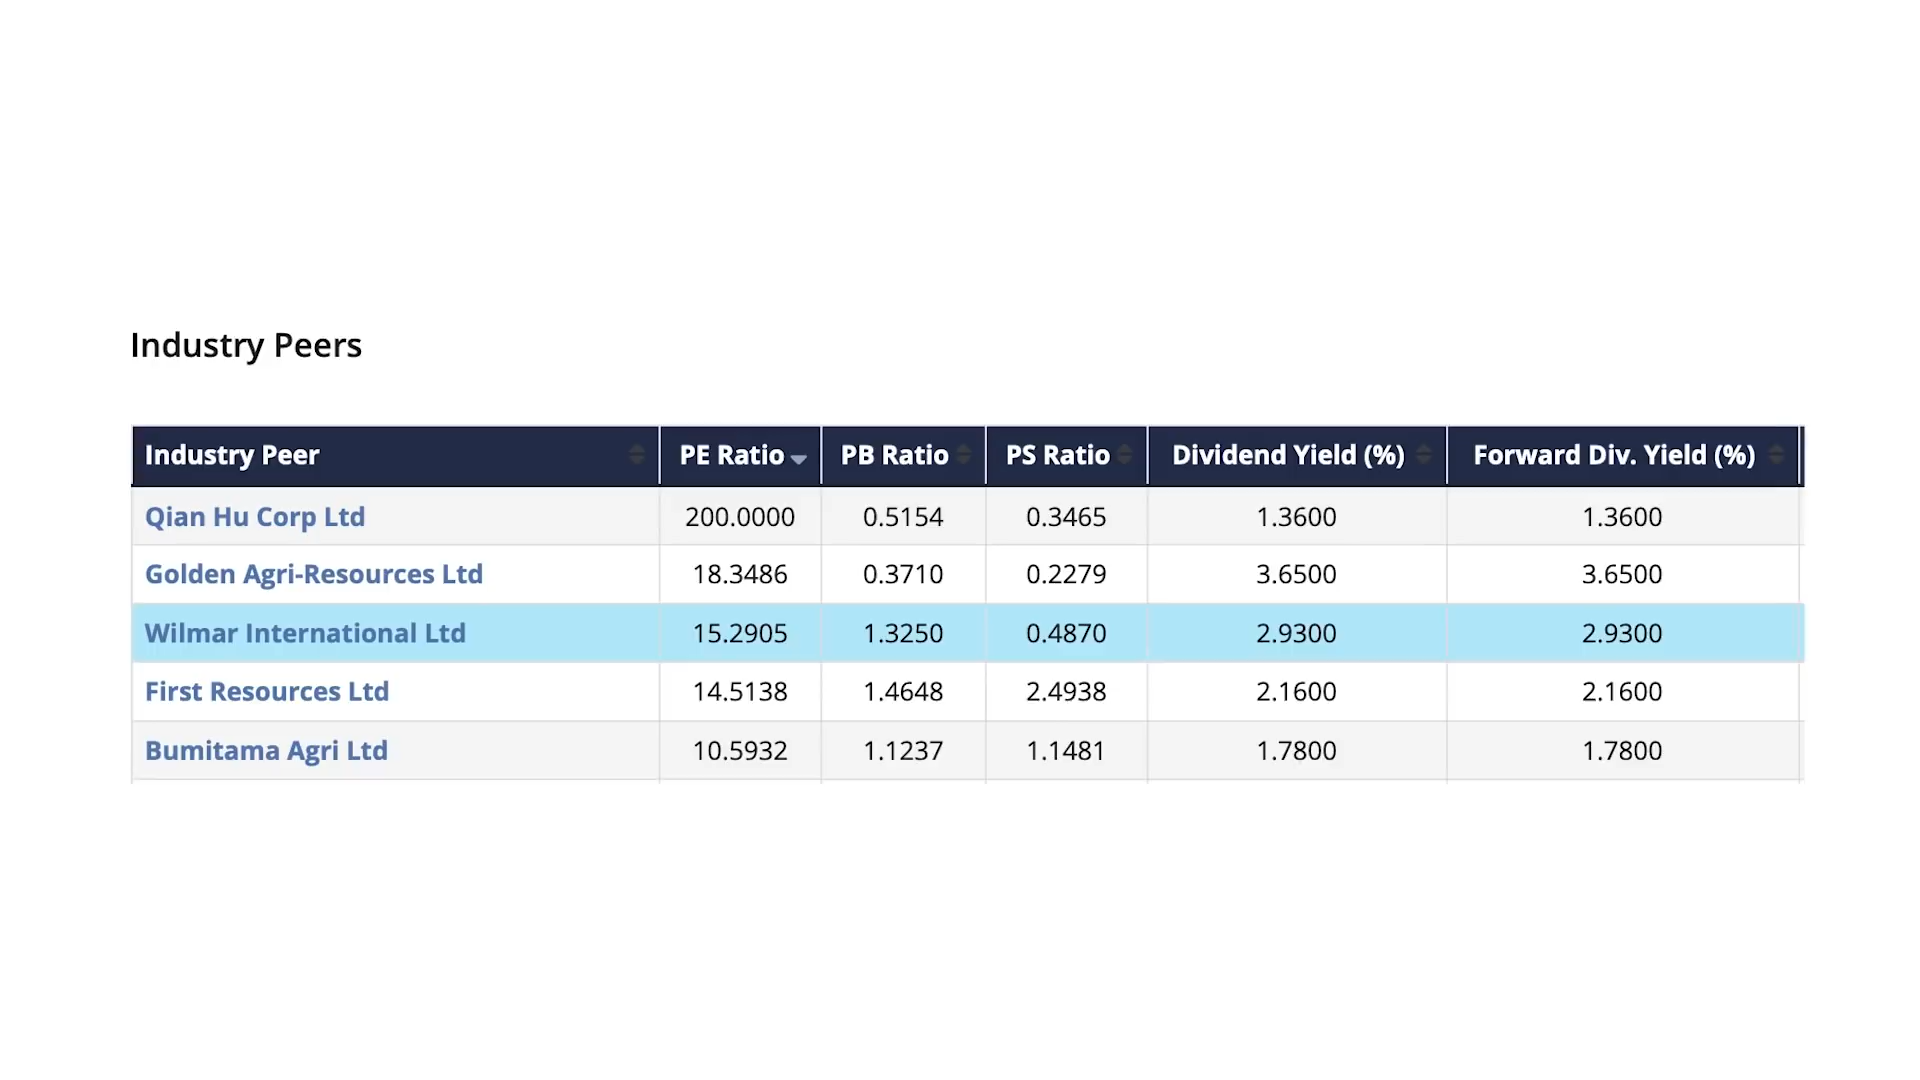 Industry Peers
Industry Peer PE Ratio PB Ratio PS Ratio Dividend Yield (%) Forward Div. Yield (%)
Qian Hu Corp Ltd 200.0000 0.5154 0.3465 1.3600 1.3600
Golden Agri-Resources Ltd 18.3486 0.3710 0.2279 3.6500 3.6500
Wilmar International Ltd 15.2905 1.3250 0.4870 2.9300 2.9300
First Resources Ltd 14.5138 1.4648 2.4938 2.1600 2.1600
Bumitama Agri Ltd 10.5932 1.1237 1.1481 1.7800 1.7800